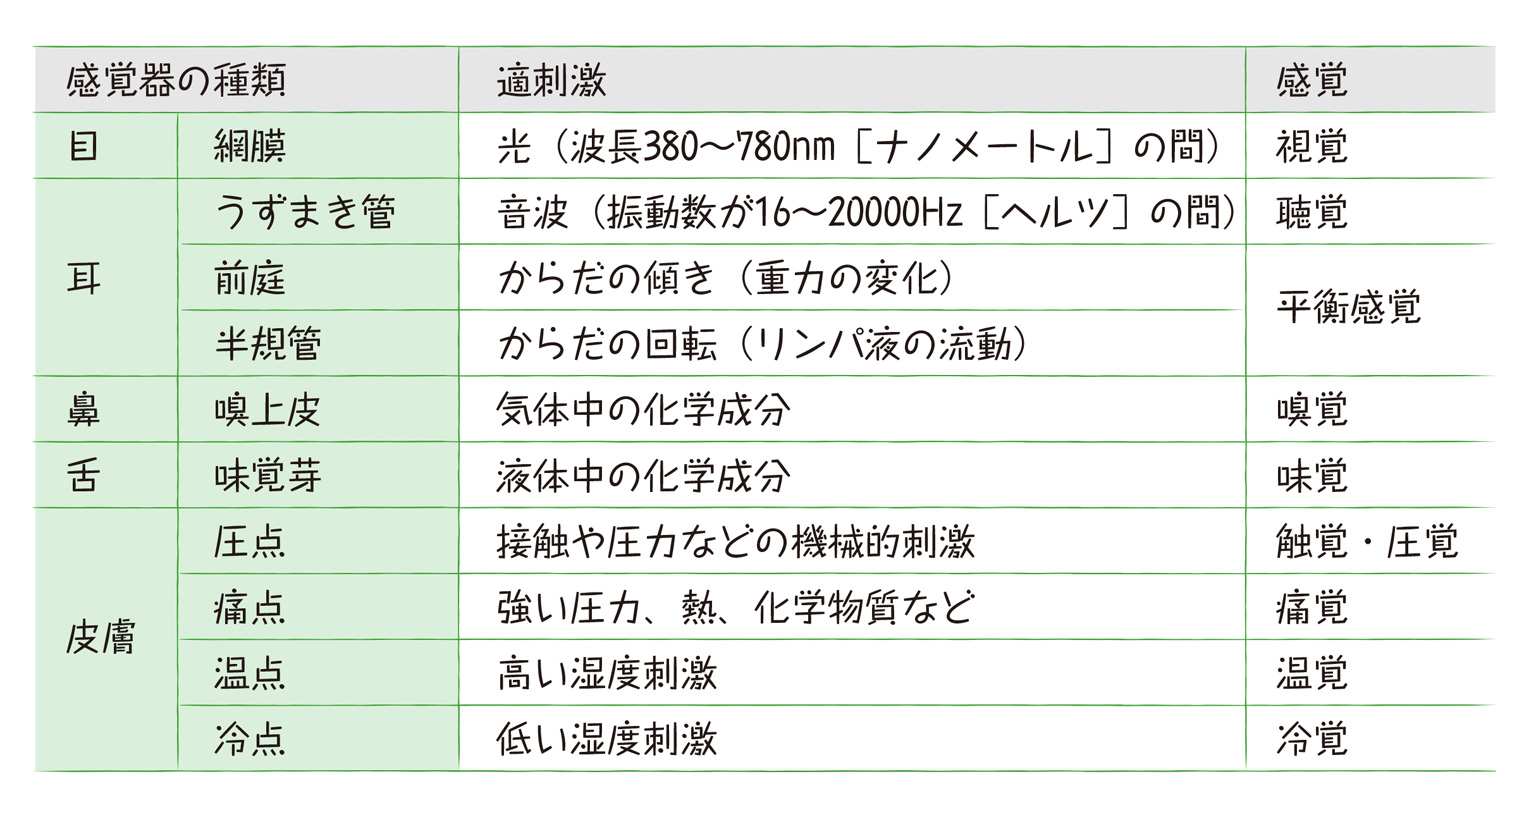 感覚器の種類 適刺激 感覚
目 網膜 光（波長380～780nm［ナノメートル］の間） 視覚
耳 うずまき管 音波（振動数が16～20000Hz［ヘルツ］の間） 聴覚
前庭 からだの傾き（重力の変化） 平衡感覚
半規管 からだの回転（リンパ液の流動）
鼻 嗅上皮 気体中の化学成分 嗅覚
舌 味覚芽 液体中の化学成分 味覚
皮膚 圧点 接触や圧力などの機械的刺激 触覚・圧覚
痛点 強い圧力、熱、化学物質など 痛覚
温点 高い湿度刺激 温覚
冷点 低い湿度刺激 冷覚